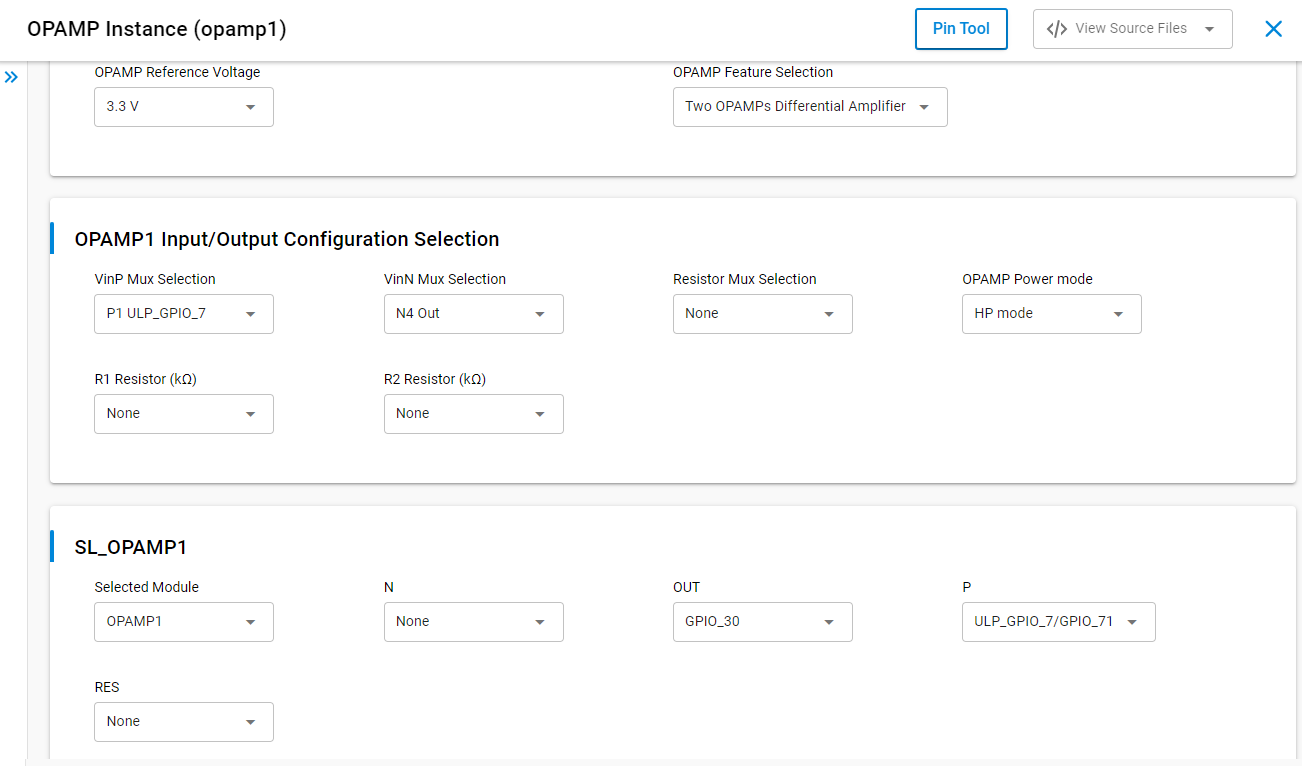 OPAMP Instance (opamp1)
Pin Tool
</> View Source Files
OPAMP Reference Voltage
OPAMP Feature Selection
3.3 V
Two OPAMPs Differential Amplifier
OPAMP1 Input/Output Configuration Selection
VinP Mux Selection
VinN Mux Selection
Resistor Mux Selection
OPAMP Power mode
P1 ULP_GPIO_7
N4 Out
None
HP mode
R1 Resistor (kΩ)
R2 Resistor (kΩ)
None
None
SL_OPAMP1
Selected Module
N
OUT
P
OPAMP1
None
GPIO_30
ULP_GPIO_7/GPIO_71
RES
None